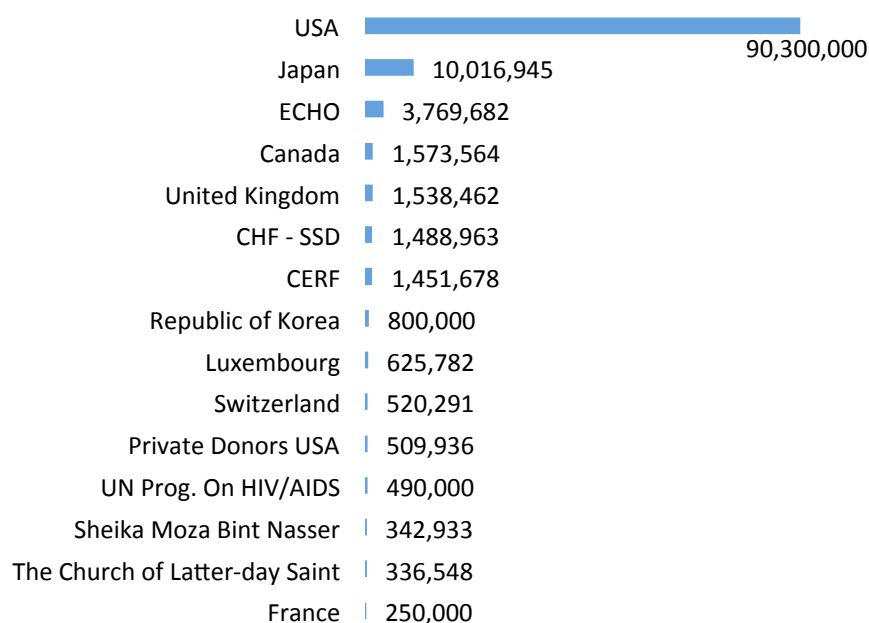 USA 90,300,000
Japan 10,016,945
ECHO 3,769,682
Canada 1,573,564
United Kingdom 1,538,462
CHF - SSD 1,488,963
CERF 1,451,678
Republic of Korea 800,000
Luxembourg 625,782
Switzerland 520,291
Private Donors USA 509,936
UN Prog. On HIV/AIDS 490,000
Sheika Moza Bint Nasser 342,933
The Church of Latter-day Saint 336,548
France 250,000